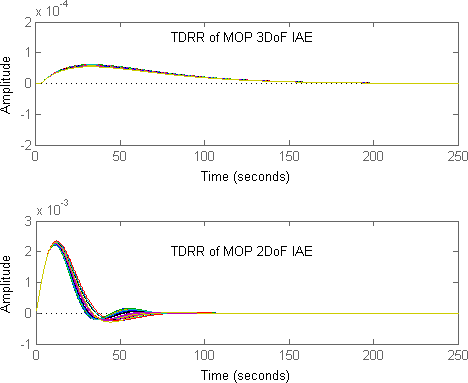 x 10^-4
TDRR of MOP 3DoF IAE
2
1
0
-1
-2
Amplitude
0 50 100 150 200 250
Time (seconds)
x 10^-3
TDRR of MOP 2DoF IAE
3
2
1
0
-1
Amplitude
0 50 100 150 200 250
Time (seconds)